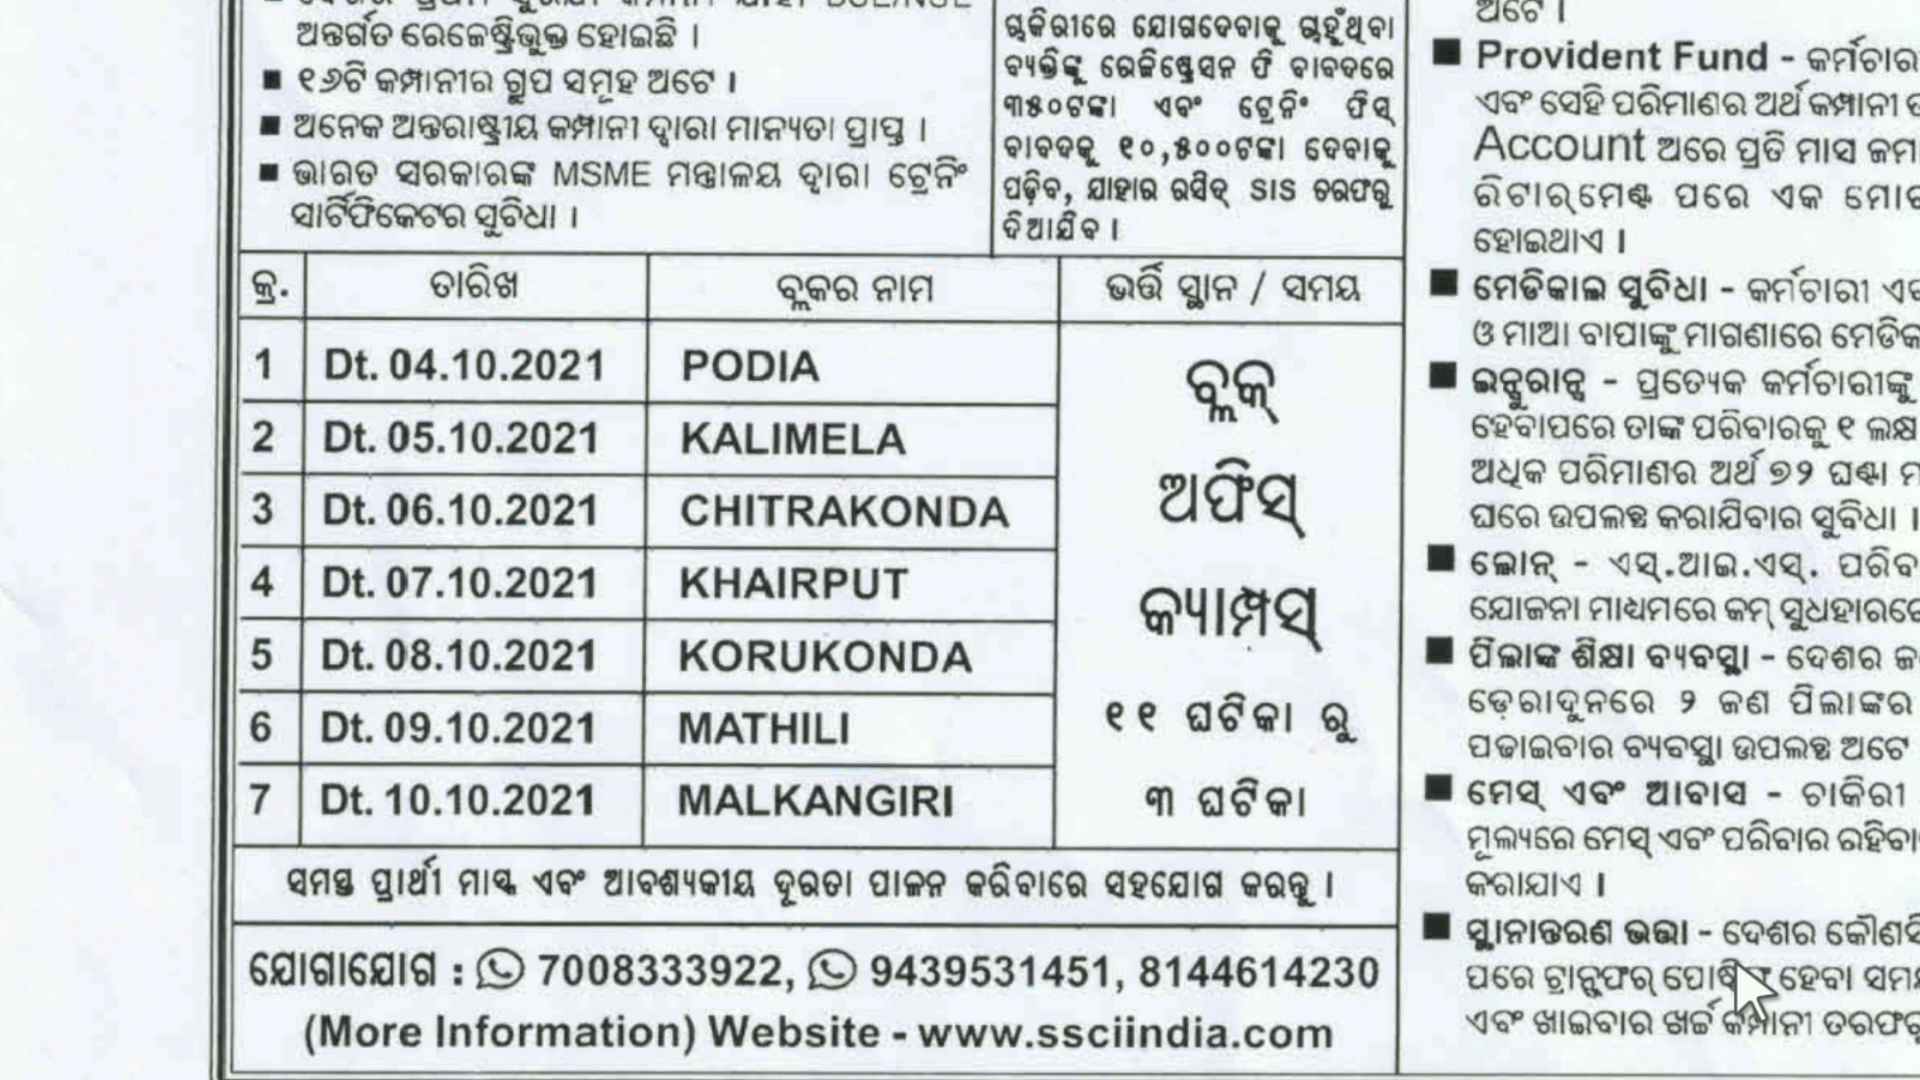 ଅନ୍ତର୍ଗତ ରେଜେଷ୍ଟ୍ରିଭୁକ୍ତ ହୋଇଛି ।
■ ୧୬ଟି କମ୍ପାନୀର ଗ୍ରୁପ ସମୂହ ଅଟେ ।
■ ଅନେକ ଅନ୍ତରାଷ୍ଟ୍ରୀୟ କମ୍ପାନୀ ଦ୍ୱାରା ମାନ୍ୟତା ପ୍ରାପ୍ତ ।
■ ଭାରତ ସରକାରଙ୍କ MSME ମନ୍ତ୍ରାଳୟ ଦ୍ୱାରା ଟ୍ରେନିଂ
ସାର୍ଟିଫିକେଟର ସୁବିଧା ।
ଚାକିରୀରେ ଯୋଗଦେବାକୁ ଚାହୁଁଥିବା
ବ୍ୟକ୍ତିଙ୍କୁ ରେଜିଷ୍ଟ୍ରେସନ ଫି ବାବଦରେ
୩୫୦ଟଙ୍କା ଏବଂ ଟ୍ରେନିଂ ଫିସ୍
ବାବଦକୁ ୧୦,୫୦୦ଟଙ୍କା ଦେବାକୁ
ପଡ଼ିବ, ଯାହାର ରସିଦ୍ SIS ତରଫରୁ
ଦିଆଯିବ ।
କ୍ର. ତାରିଖ ବ୍ଲକର ନାମ ଭର୍ତ୍ତି ସ୍ଥାନ / ସମୟ
1 Dt. 04.10.2021 PODIA
2 Dt. 05.10.2021 KALIMELA
3 Dt. 06.10.2021 CHITRAKONDA
4 Dt. 07.10.2021 KHAIRPUT
5 Dt. 08.10.2021 KORUKONDA
6 Dt. 09.10.2021 MATHILI
7 Dt. 10.10.2021 MALKANGIRI
ବ୍ଲକ୍
ଅଫିସ୍
କ୍ୟାମ୍ପସ୍
୧୧ ଘଟିକା ରୁ
୩ ଘଟିକା
ସମସ୍ତ ପ୍ରାର୍ଥୀ ମାସ୍କ ଏବଂ ଆବଶ୍ୟକୀୟ ଦୂରତା ପାଳନ କରିବାରେ ସହଯୋଗ କରନ୍ତୁ ।
ଯୋଗାଯୋଗ : 7008333922, 9439531451, 8144614230
(More Information) Website - www.ssciindia.com
ଅଟେ ।
■ Provident Fund - କର୍ମଚାର
ଏବଂ ସେହି ପରିମାଣର ଅର୍ଥ କମ୍ପାନୀ
Account ଅରେ ପ୍ରତି ମାସ ଜମା
ରିଟାର୍‌ମେଣ୍ଟ ପରେ ଏକ ମୋଟ
ହୋଇଥାଏ ।
■ ମେଡିକାଲ ସୁବିଧା - କର୍ମଚାରୀ ଏବ
ଓ ମାଆ ବାପାଙ୍କୁ ମାଗଣାରେ ମେଡିକ
■ ଇନ୍ସୁରାନ୍ସ - ପ୍ରତ୍ୟେକ କର୍ମଚାରୀଙ୍କୁ
ହେବାପରେ ତାଙ୍କ ପରିବାରକୁ ୧ ଲକ୍ଷ
ଅଧିକ ପରିମାଣର ଅର୍ଥ ୭୨ ଘଣ୍ଟା ମ
ଘରେ ଉପଲବ୍ଧ କରାଯିବାର ସୁବିଧା ।
■ ଲୋନ୍ - ଏସ୍.ଆଇ.ଏସ୍. ପରିବ
ଯୋଜନା ମାଧ୍ୟମରେ କମ୍ ସୁଧହାରରେ
■ ପିଲାଙ୍କ ଶିକ୍ଷା ବ୍ୟବସ୍ଥା - ଦେଶର
ଡ଼େରାଦୁନରେ ୨ ଜଣ ପିଲାଙ୍କର
ପଢାଇବାର ବ୍ୟବସ୍ଥା ଉପଲବ୍ଧ ଅଟେ
■ ମେସ୍ ଏବଂ ଆବାସ - ଚାକିରୀ
ମୂଲ୍ୟରେ ମେସ୍ ଏବଂ ପରିବାର ରହିବା
କରାଯାଏ ।
■ ସ୍ଥାନାନ୍ତରଣ ଭତ୍ତା - ଦେଶର କୌଣସି
ପରେ ଟ୍ରାନ୍ସଫର୍ ପୋଷ୍ଟିଙ୍ଗ ହେବା ସମୟ
ଏବଂ ଖାଇବାର ଖର୍ଚ୍ଚ କମ୍ପାନୀ ତରଫରୁ